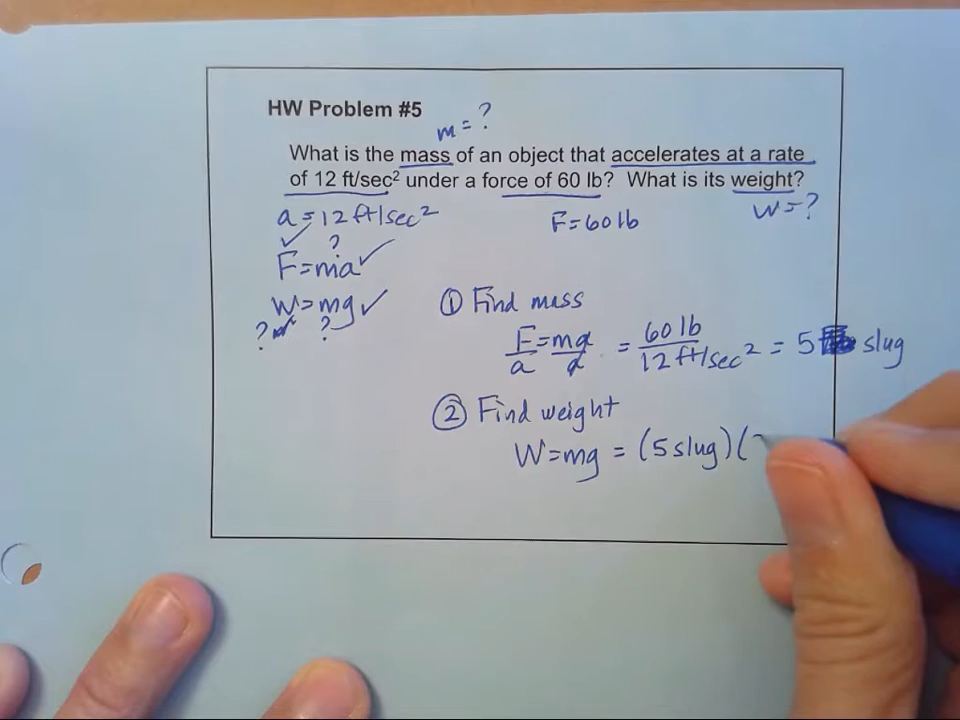 HW Problem #5
m = ?
What is the mass of an object that accelerates at a rate
of 12 ft/sec² under a force of 60 lb? What is its weight?
a = 12 ft/sec² F = 60 lb W = ?
?
F = ma
W = mg
? ?
① Find mass
F/a = ma/a = 60 lb / 12 ft/sec² = 5 slug
② Find weight
W = mg = (5 slug)(